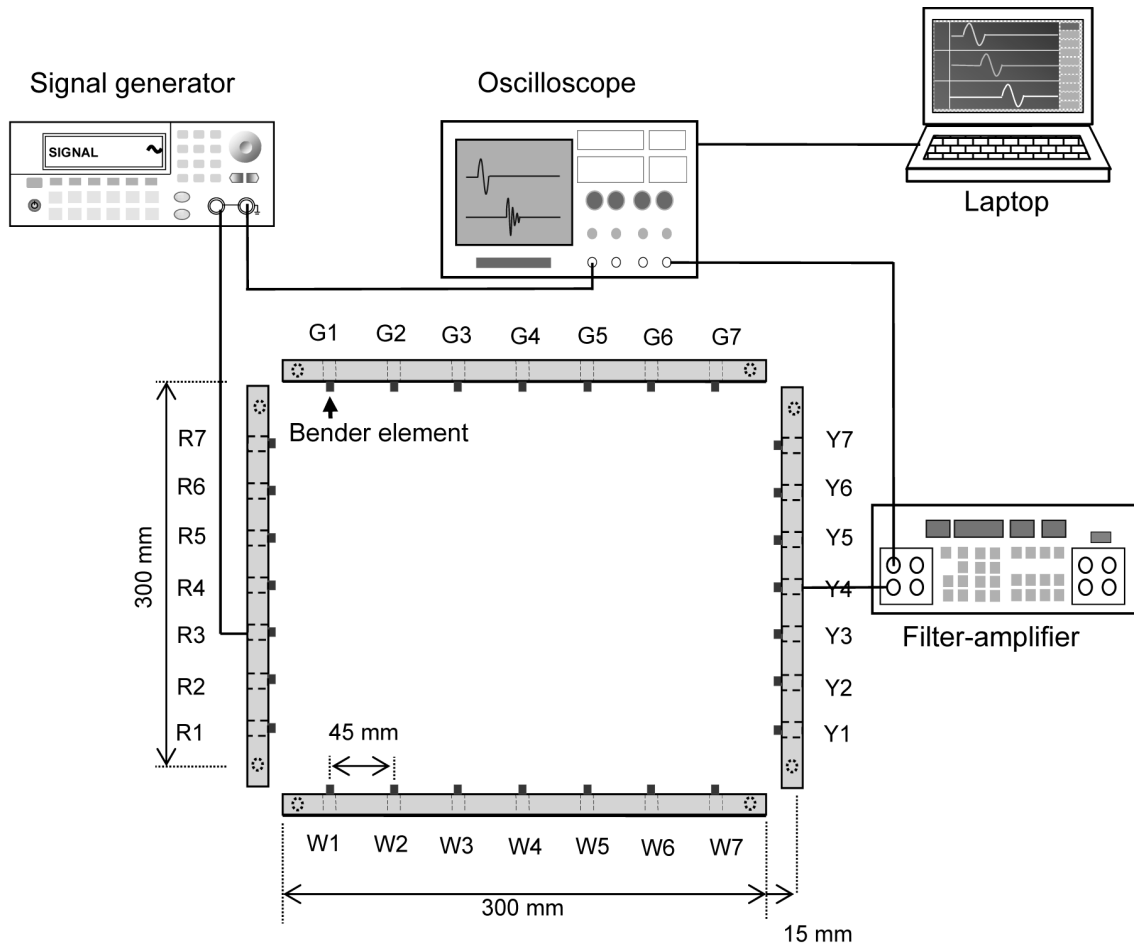 Signal generator
Oscilloscope
SIGNAL
Laptop
G1 G2 G3 G4 G5 G6 G7
Bender element
R7
R6
R5
R4
R3
R2
R1
300 mm
Y7
Y6
Y5
Y4
Y3
Y2
Y1
Filter-amplifier
45 mm
W1 W2 W3 W4 W5 W6 W7
300 mm
15 mm